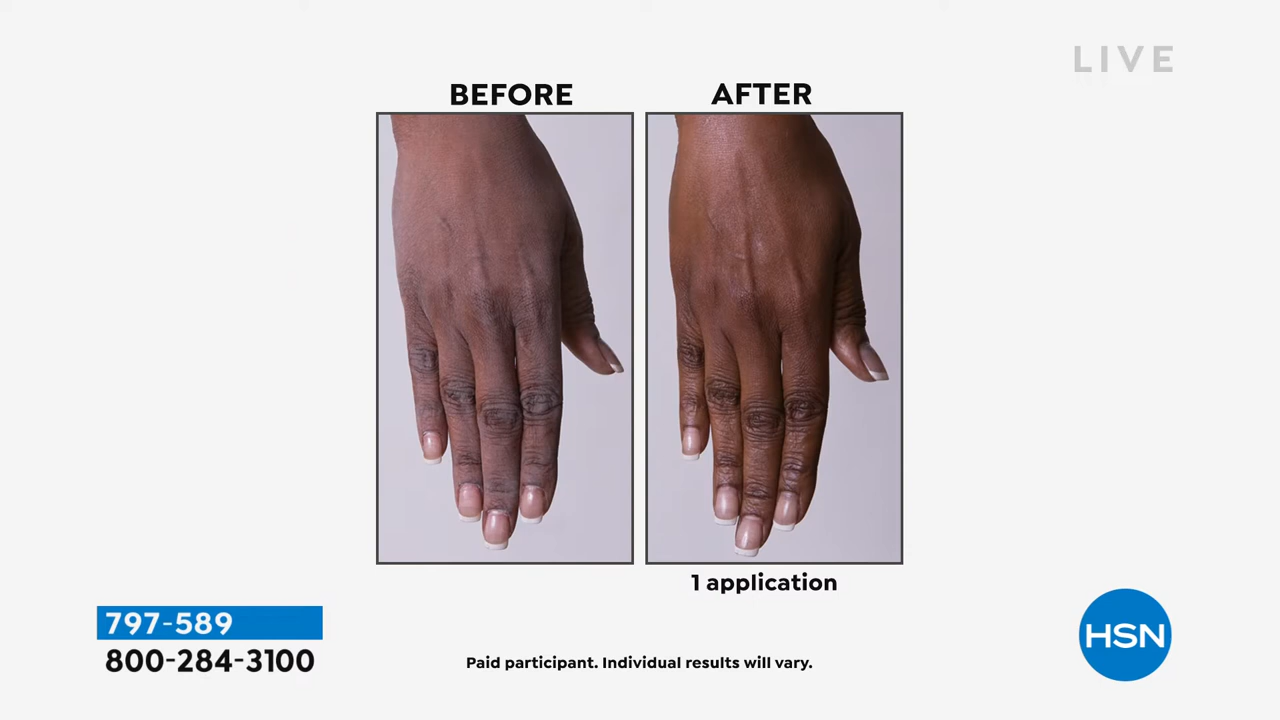 LIVE
BEFORE
AFTER
1 application
797-589
800-284-3100
Paid participant. Individual results will vary.
HSN